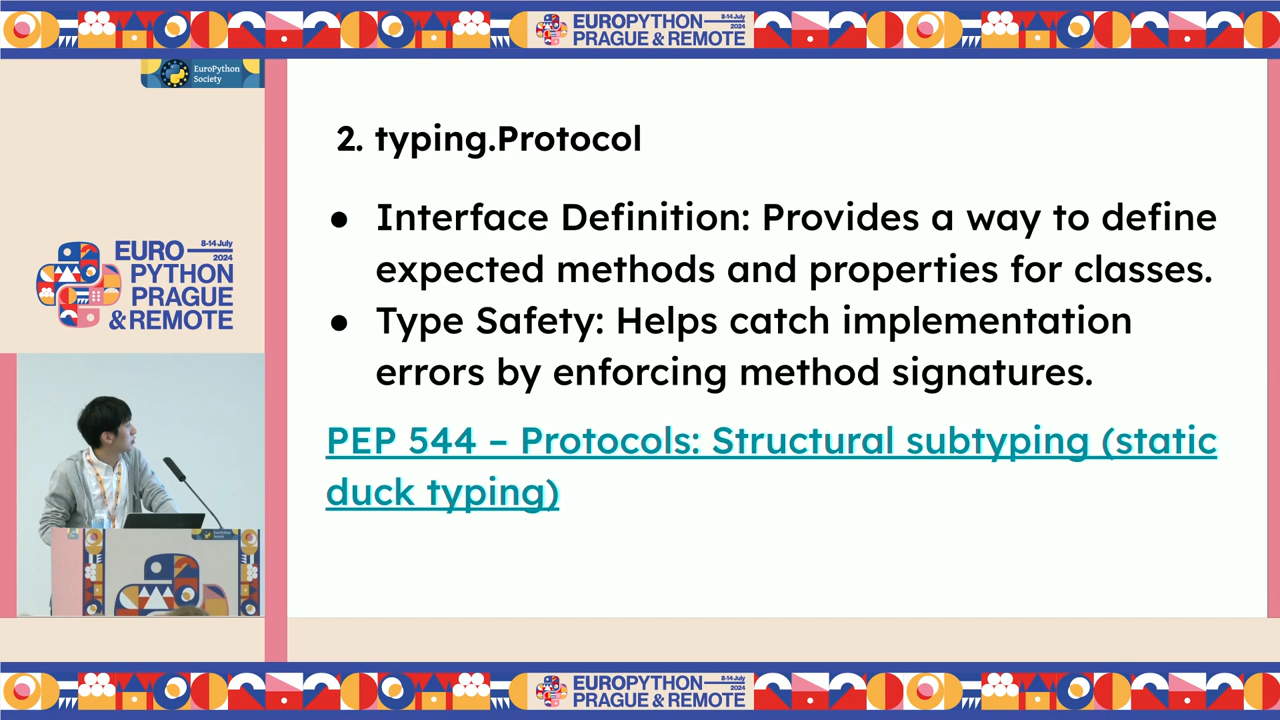 EUROPYTHON
8-14 July
2024
PRAGUE & REMOTE
EuroPython
Society
EURO
8-14 July
2024
PYTHON
PRAGUE
& REMOTE
2. typing.Protocol
● Interface Definition: Provides a way to define
expected methods and properties for classes.
● Type Safety: Helps catch implementation
errors by enforcing method signatures.
PEP 544 – Protocols: Structural subtyping (static
duck typing)
EUROPYTHON
8-14 July
2024
PRAGUE & REMOTE